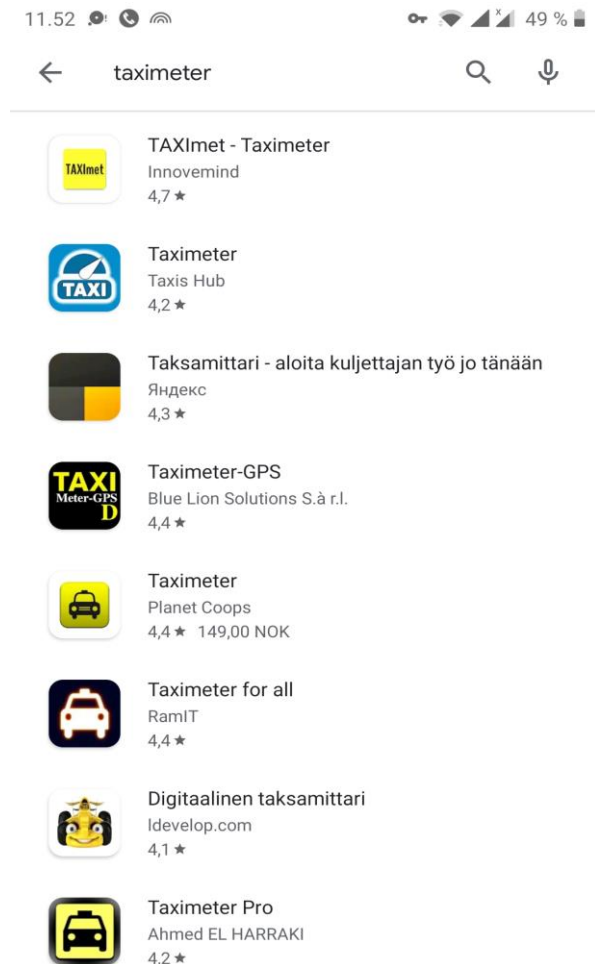 11.52
49 %
taximeter
TAXImet
TAXImet - Taximeter
Innovemind
4,7 ★
TAXI
Taximeter
Taxis Hub
4,2 ★
Taksamittari - aloita kuljettajan työ jo tänään
Яндекс
4,3 ★
TAXI
Meter-GPS
D
Taximeter-GPS
Blue Lion Solutions S.à r.l.
4,4 ★
Taximeter
Planet Coops
4,4 ★ 149,00 NOK
Taximeter for all
RamIT
4,4 ★
Digitaalinen taksamittari
Idevelop.com
4,1 ★
Taximeter Pro
Ahmed EL HARRAKI
4,2 ★